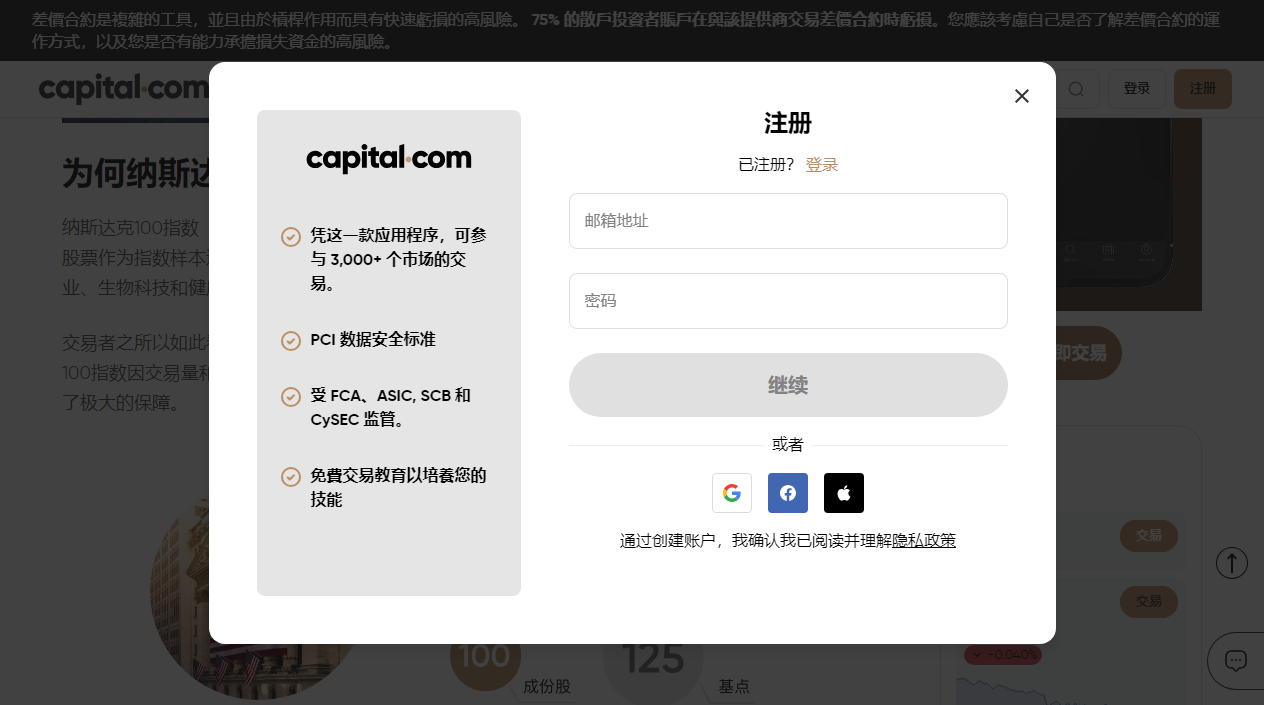 差價合約是複雜的工具，並且由於槓桿作用而具有快速虧損的高風險。 75% 的散戶投資者賬戶在與該提供商交易差價合約時虧損。您應該考慮自己是否了解差價合約的運
作方式，以及您是否有能力承擔損失資金的高風險。
capital.com
登录
注册
为何纳斯达
纳斯达克100指数
股票作为指数样本
业、生物科技和健
交易者之所以如此
100指数因交易量和
了极大的保障。
capital.com
凭这一款应用程序，可参
与 3,000+ 个市场的交
易。
PCI 数据安全标准
受 FCA、ASIC, SCB 和
CySEC 监管。
免費交易教育以培養您的
技能
注册
已注册？ 登录
邮箱地址
密码
继续
或者
通过创建账户，我确认我已阅读并理解隐私政策
即交易
交易
交易
-0.040%
100
成份股
125
基点